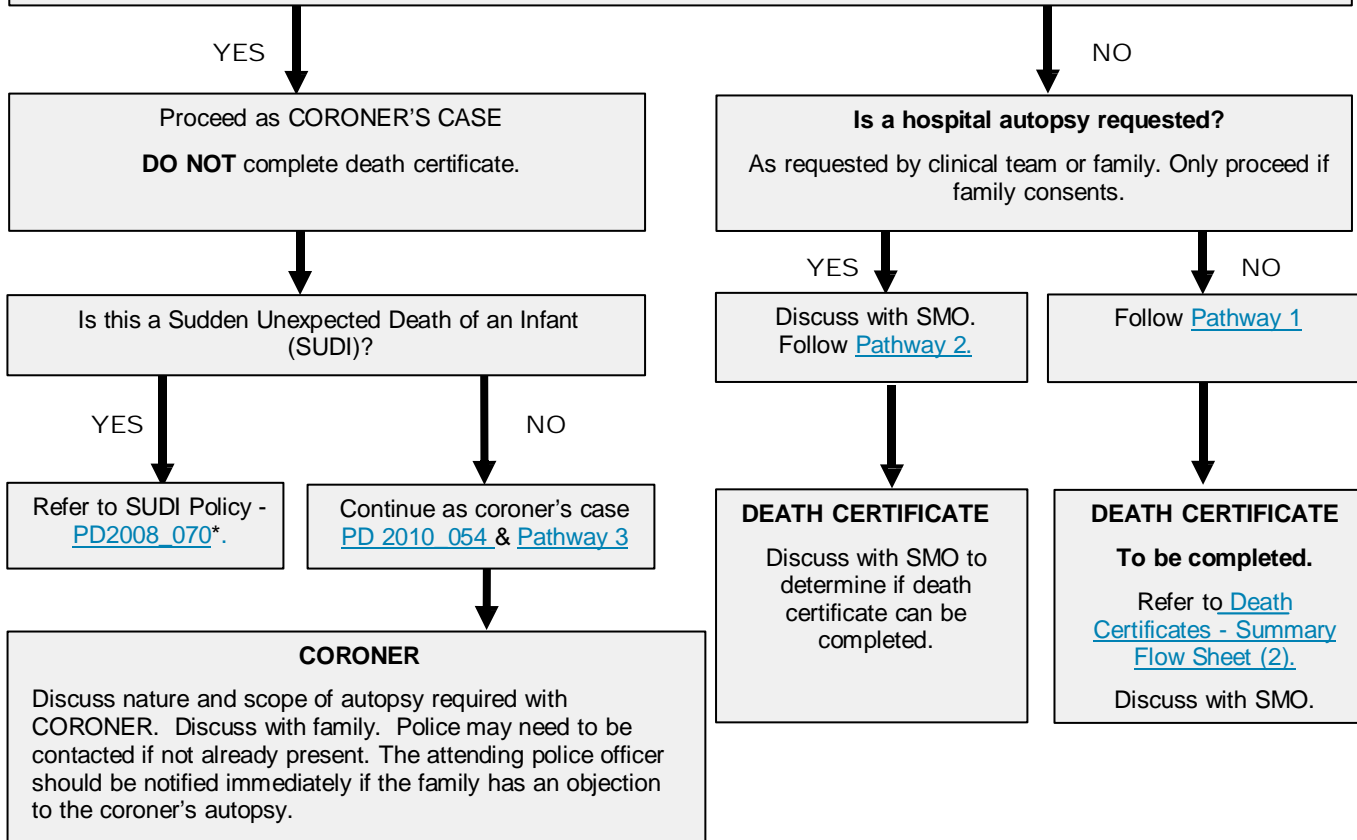 YES
NO
Proceed as CORONER'S CASE
DO NOT complete death certificate.
Is a hospital autopsy requested?
As requested by clinical team or family. Only proceed if
family consents.
YES
NO
Is this a Sudden Unexpected Death of an Infant
(SUDI)?
Discuss with SMO.
Follow Pathway 2.
Follow Pathway 1
YES
NO
Refer to SUDI Policy -
PD2008_070*.
Continue as coroner's case
PD 2010_054 & Pathway 3
DEATH CERTIFICATE
Discuss with SMO to
determine if death
certificate can be
completed.
DEATH CERTIFICATE
To be completed.
Refer to Death
Certificates - Summary
Flow Sheet (2).
Discuss with SMO.
CORONER
Discuss nature and scope of autopsy required with
CORONER. Discuss with family. Police may need to be
contacted if not already present. The attending police officer
should be notified immediately if the family has an objection
to the coroner's autopsy.